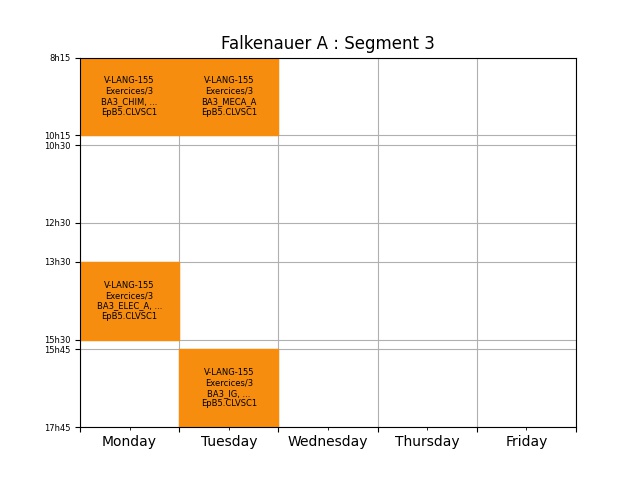 Falkenauer A : Segment 3
8h15
V-LANG-155
Exercices/3
BA3_CHIM, ...
EpB5.CLVSC1
V-LANG-155
Exercices/3
BA3_MECA_A
EpB5.CLVSC1
10h15
10h30
12h30
13h30
V-LANG-155
Exercices/3
BA3_ELEC_A, ...
EpB5.CLVSC1
15h30
15h45
V-LANG-155
Exercices/3
BA3_IG, ...
EpB5.CLVSC1
17h45
Monday
Tuesday
Wednesday
Thursday
Friday